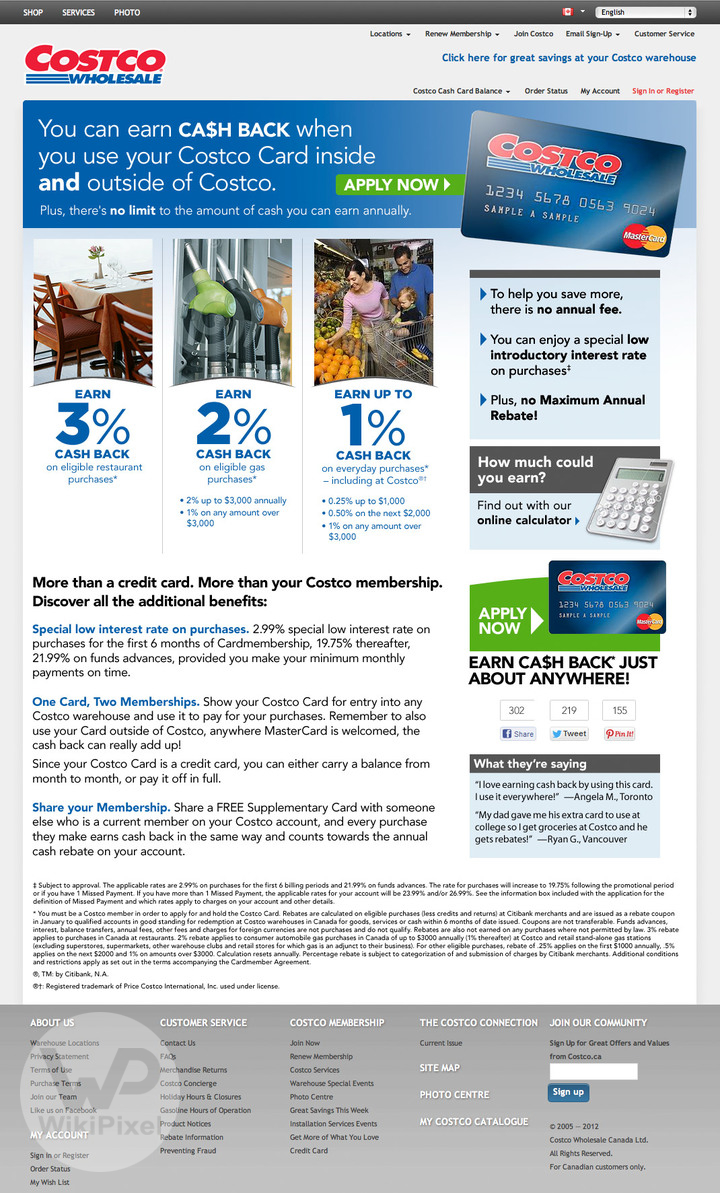 SHOP SERVICES PHOTO
English
Locations Renew Membership Join Costco Email Sign-Up Customer Service
COSTCO
WHOLESALE
Click here for great savings at your Costco warehouse
Costco Cash Card Balance Order Status My Account Sign In or Register
You can earn CA$H BACK when
you use your Costco Card inside
and outside of Costco.
APPLY NOW
Plus, there's no limit to the amount of cash you can earn annually.
COSTCO
WHOLESALE
1234 5678 0563 9024
SAMPLE A SAMPLE
MasterCard
EARN
3%
CASH BACK
on eligible restaurant
purchases*
EARN
2%
CASH BACK
on eligible gas
purchases*
• 2% up to $3,000 annually
• 1% on any amount over
$3,000
EARN UP TO
1%
CASH BACK
on everyday purchases*
– including at Costco®†
• 0.25% up to $1,000
• 0.50% on the next $2,000
• 1% on any amount over
$3,000
To help you save more,
there is no annual fee.
You can enjoy a special low
introductory interest rate
on purchases‡
Plus, no Maximum Annual
Rebate!
How much could
you earn?
Find out with our
online calculator
More than a credit card. More than your Costco membership.
Discover all the additional benefits:
Special low interest rate on purchases. 2.99% special low interest rate on
purchases for the first 6 months of Cardmembership, 19.75% thereafter,
21.99% on funds advances, provided you make your minimum monthly
payments on time.
One Card, Two Memberships. Show your Costco Card for entry into any
Costco warehouse and use it to pay for your purchases. Remember to also
use your Card outside of Costco, anywhere MasterCard is welcomed, the
cash back can really add up!
Since your Costco Card is a credit card, you can either carry a balance from
month to month, or pay it off in full.
Share your Membership. Share a FREE Supplementary Card with someone
else who is a current member on your Costco account, and every purchase
they make earns cash back in the same way and counts towards the annual
cash rebate on your account.
APPLY
NOW
COSTCO
WHOLESALE
1234 5678 0563 9024
SAMPLE A SAMPLE
MasterCard
EARN CA$H BACK* JUST
ABOUT ANYWHERE!
302 219 155
Share Tweet Pin It!
What they're saying
“I love earning cash back by using this card.
I use it everywhere!” —Angela M., Toronto
“My dad gave me his extra card to use at
college so I get groceries at Costco and he
gets rebates!” —Ryan G., Vancouver
‡ Subject to approval. The applicable rates are 2.99% on purchases for the first 6 billing periods and 21.99% on funds advances. The rate for purchases will increase to 19.75% following the promotional period
or if you have 1 Missed Payment. If you have more than 1 Missed Payment, the applicable rates for your account will be 23.99% and/or 26.99%. See the information box included with the application for the
definition of Missed Payment and which rates apply to charges on your account and other details.
* You must be a Costco member in order to apply for and hold the Costco Card. Rebates are calculated on eligible purchases (less credits and returns) at Citibank merchants and are issued as a rebate coupon
in January to qualified accounts in good standing for redemption at Costco warehouses in Canada for goods, services or cash within 6 months of date issued. Coupons are not transferable. Funds advances,
interest, balance transfers, annual fees, other fees and charges for foreign currencies are not purchases and do not qualify. Rebates are also not earned on any purchases where not permitted by law. 3% rebate
applies to purchases in Canada at restaurants. 2% rebate applies to consumer automobile gas purchases in Canada of up to $3000 annually (1% thereafter) at Costco and retail stand-alone gas stations
(excluding superstores, supermarkets, other warehouse clubs and retail stores for which gas is an adjunct to their business). For other eligible purchases, rebate of .25% applies on the first $1000 annually, .5%
applies on the next $2000 and 1% on amounts over $3000. Calculation resets annually. Percentage rebate is subject to categorization of and submission of charges by Citibank merchants. Additional conditions
and restrictions apply as set out in the terms accompanying the Cardmember Agreement.
®, TM: by Citibank, N.A.
®†: Registered trademark of Price Costco International, Inc. used under license.
ABOUT US
Warehouse Locations
Privacy Statement
Terms of Use
Purchase Terms
Join our Team
Like us on Facebook
MY ACCOUNT
Sign In or Register
Order Status
My Wish List
CUSTOMER SERVICE
Contact Us
FAQs
Merchandise Returns
Costco Concierge
Holiday Hours & Closures
Gasoline Hours of Operation
Product Notices
Rebate Information
Preventing Fraud
COSTCO MEMBERSHIP
Join Now
Renew Membership
Costco Services
Warehouse Special Events
Photo Centre
Great Savings This Week
Installation Services Events
Get More of What You Love
Credit Card
THE COSTCO CONNECTION
Current Issue
SITE MAP
PHOTO CENTRE
MY COSTCO CATALOGUE
JOIN OUR COMMUNITY
Sign Up for Great Offers and Values
from Costco.ca
Sign up
© 2005 — 2012
Costco Wholesale Canada Ltd.
All Rights Reserved.
For Canadian customers only.
WP
WikiPixel